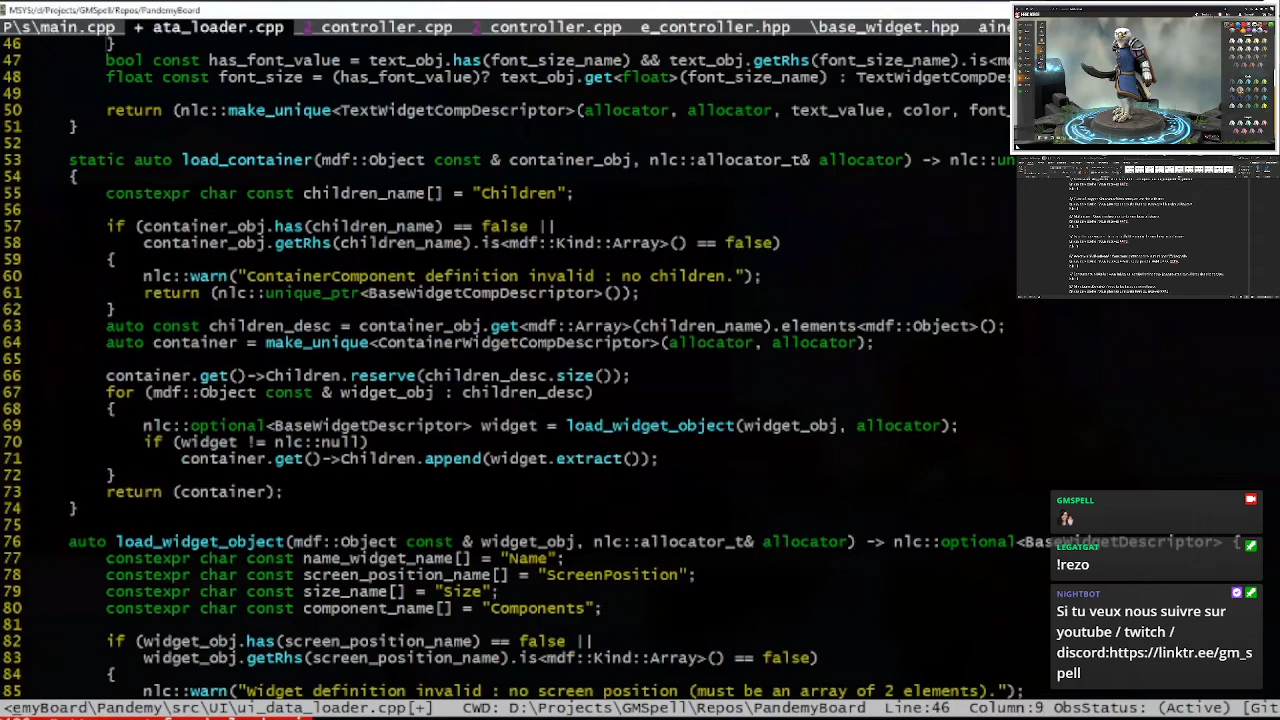 MSYS:/d/Projects/GMSpell/Repos/PandemyBoard
P\s\main.cpp + ata_loader.cpp 1 controller.cpp 2 controller.cpp e_controller.hpp \base_widget.hpp
46 }
47 bool const has_font_value = text_obj.has(font_size_name) && text_obj.getRhs(font_size_name).is<m
48 float const font_size = (has_font_value)? text_obj.get<float>(font_size_name) : TextWidgetCompDes
49
50 return (nlc::make_unique<TextWidgetCompDescriptor>(allocator, allocator, text_value, color, font_
51 }
52
53 static auto load_container(mdf::Object const & container_obj, nlc::allocator_t& allocator) -> nlc::un
54 {
55 constexpr char const children_name[] = "Children";
56
57 if (container_obj.has(children_name) == false ||
58 container_obj.getRhs(children_name).is<mdf::Kind::Array>() == false)
59 {
60 nlc::warn("ContainerComponent definition invalid : no children.");
61 return (nlc::unique_ptr<BaseWidgetCompDescriptor>());
62 }
63 auto const children_desc = container_obj.get<mdf::Array>(children_name).elements<mdf::Object>();
64 auto container = make_unique<ContainerWidgetCompDescriptor>(allocator, allocator);
65
66 container.get()->Children.reserve(children_desc.size());
67 for (mdf::Object const & widget_obj : children_desc)
68 {
69 nlc::optional<BaseWidgetDescriptor> widget = load_widget_object(widget_obj, allocator);
70 if (widget != nlc::null)
71 container.get()->Children.append(widget.extract());
72 }
73 return (container);
74 }
75
76 auto load_widget_object(mdf::Object const & widget_obj, nlc::allocator_t& allocator) -> nlc::optional<BaseWidgetDescriptor> {
77 constexpr char const name_widget_name[] = "Name";
78 constexpr char const screen_position_name[] = "ScreenPosition";
79 constexpr char const size_name[] = "Size";
80 constexpr char const component_name[] = "Components";
81
82 if (widget_obj.has(screen_position_name) == false ||
83 widget_obj.getRhs(screen_position_name).is<mdf::Kind::Array>() == false)
84 {
85 nlc::warn("Widget definition invalid : no screen position (must be an array of 2 elements).");
<emyBoard\Pandemy\src\UI\ui_data_loader.cpp[+] CWD: D:\Projects\GMSpell\Repos\PandemyBoard Line:46 Column:9 ObsStatus: (Active) [Git
GMSPELL
LEGATGAT
!rezo
NIGHTBOT
Si tu veux nous suivre sur
youtube / twitch /
discord:https://linktr.ee/gm_s
pell